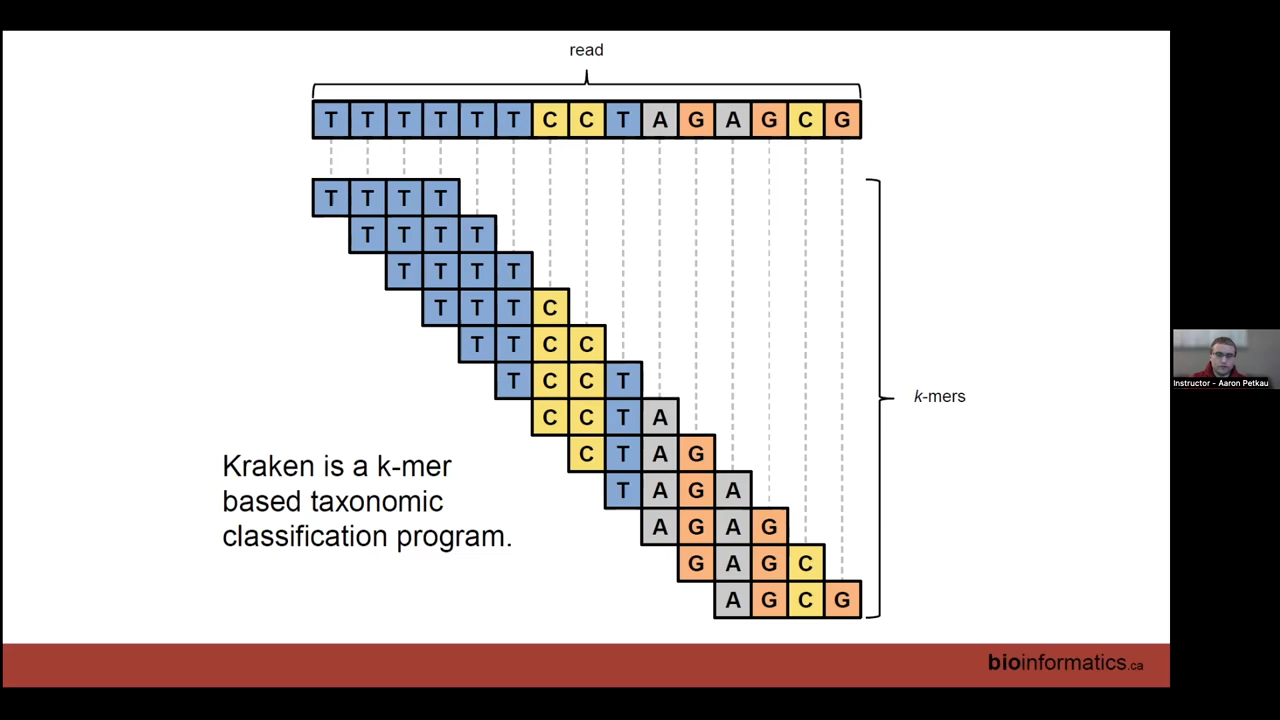 read
T T T T T T C C T A G A G C G
T T T T
T T T T
T T T T
T T T C
T T C C
T C C T
C C T A
C T A G
T A G A
A G A G
G A G C
A G C G
k-mers
Kraken is a k-mer
based taxonomic
classification program.
Instructor - Aaron Petkau
bioinformatics.ca